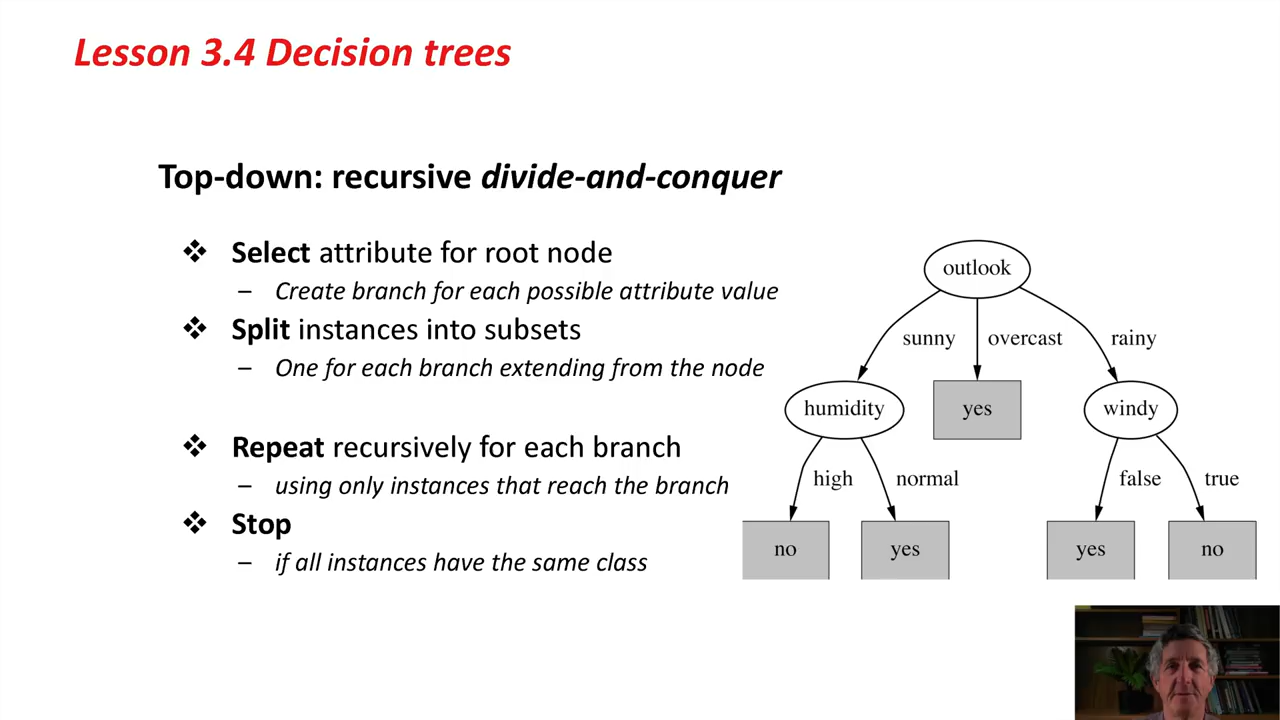 Lesson 3.4 Decision trees
Top-down: recursive divide-and-conquer
❖ Select attribute for root node
– Create branch for each possible attribute value
❖ Split instances into subsets
– One for each branch extending from the node
❖ Repeat recursively for each branch
– using only instances that reach the branch
❖ Stop
– if all instances have the same class
outlook
sunny overcast rainy
humidity yes windy
high normal false true
no yes yes no